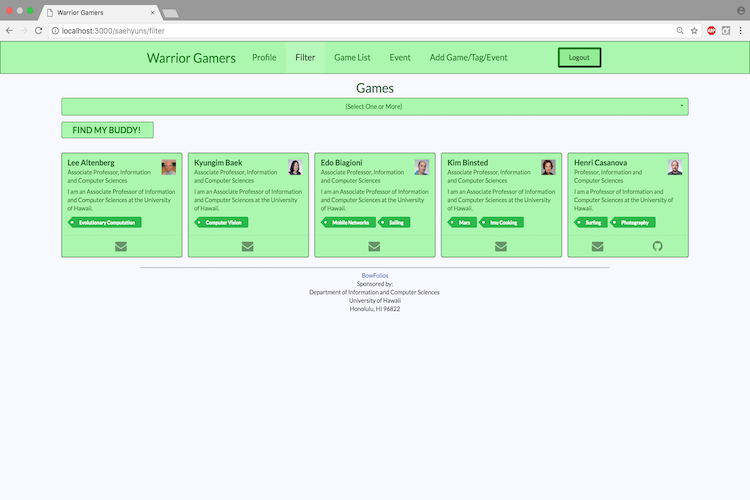 Warrior Gamers
localhost:3000/saehyuns/filter
ABP
Warrior Gamers Profile Filter Game List Event Add Game/Tag/Event Logout
Games
(Select One or More)
FIND MY BUDDY!
Lee Altenberg
Associate Professor, Information
and Computer Sciences
I am an Associate Professor of Information
and Computer Sciences at the University
of Hawaii.
Evolutionary Computation
Kyungim Baek
Associate Professor, Information
and Computer Sciences
I am an Associate Professor of Information
and Computer Sciences at the University
of Hawaii.
Computer Vision
Edo Biagioni
Associate Professor, Information
and Computer Sciences
I am an Associate Professor of Information
and Computer Sciences at the University
of Hawaii.
Mobile Networks Sailing
Kim Binsted
Associate Professor, Information
and Computer Sciences
I am an Associate Professor of Information
and Computer Sciences at the University
of Hawaii.
Mars Imu Cooking
Henri Casanova
Professor, Information and
Computer Sciences
I am a Professor of Information and
Computer Sciences at the University of
Hawaii.
Surfing Photography
BowFolios
Sponsored by:
Department of Information and Computer Sciences
University of Hawaii
Honolulu, HI 96822